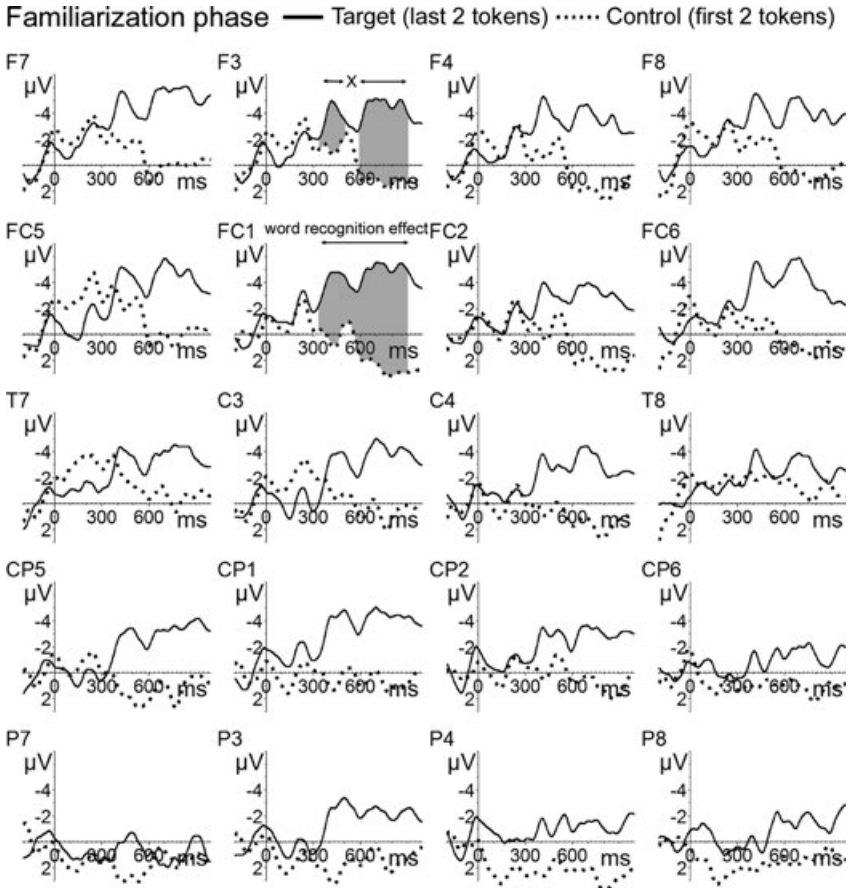 Familiarization phase — Target (last 2 tokens) ······ Control (first 2 tokens)
F7 F3 F4 F8
µV µV X µV µV
-4 -4 -4 -4
-2 -2 -2 -2
0 300 600 ms 0 300 600 ms 0 300 600 ms 0 300 600 ms
2 2 2 2
FC5 FC1 word recognition effect FC2 FC6
µV µV µV µV
-4 -4 -4 -4
-2 -2 -2 -2
0 300 600 ms 0 300 600 ms 0 300 600 ms 0 300 600 ms
2 2 2 2
T7 C3 C4 T8
µV µV µV µV
-4 -4 -4 -4
-2 -2 -2 -2
0 300 600 ms 0 300 600 ms 0 300 600 ms 0 300 600 ms
2 2 2 2
CP5 CP1 CP2 CP6
µV µV µV µV
-4 -4 -4 -4
-2 -2 -2 -2
0 300 600 ms 0 300 600 ms 0 300 600 ms 0 300 600 ms
2 2 2 2
P7 P3 P4 P8
µV µV µV µV
-4 -4 -4 -4
-2 -2 -2 -2
0 300 600 ms 0 300 600 ms 0 300 600 ms 0 300 600 ms
2 2 2 2